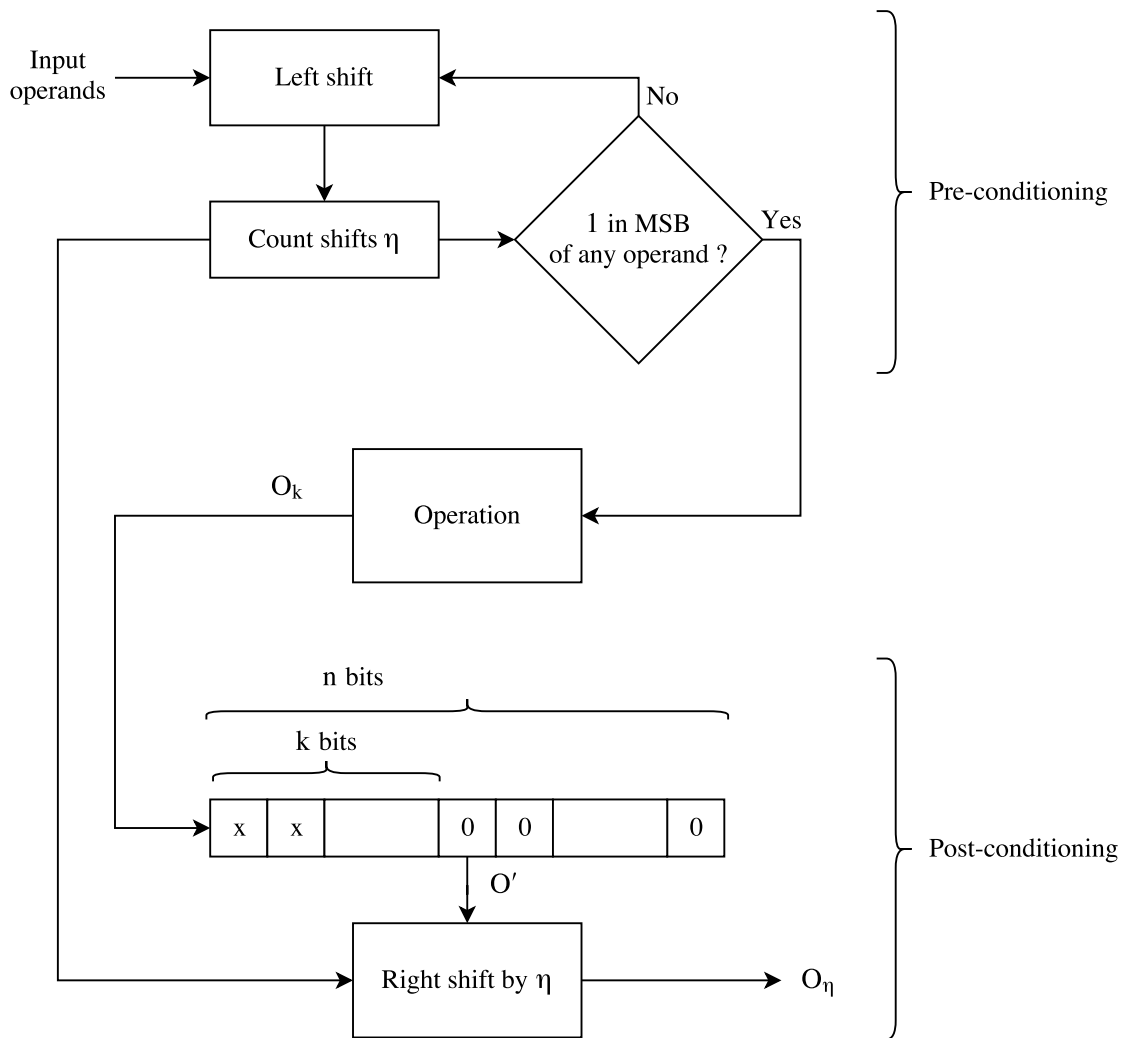 Input
operands
Left shift
No
Pre-conditioning
Count shifts η
1 in MSB
of any operand ?
Yes
Oₖ
Operation
n bits
k bits
x x 0 0 0
Post-conditioning
O′
Right shift by η
O_η